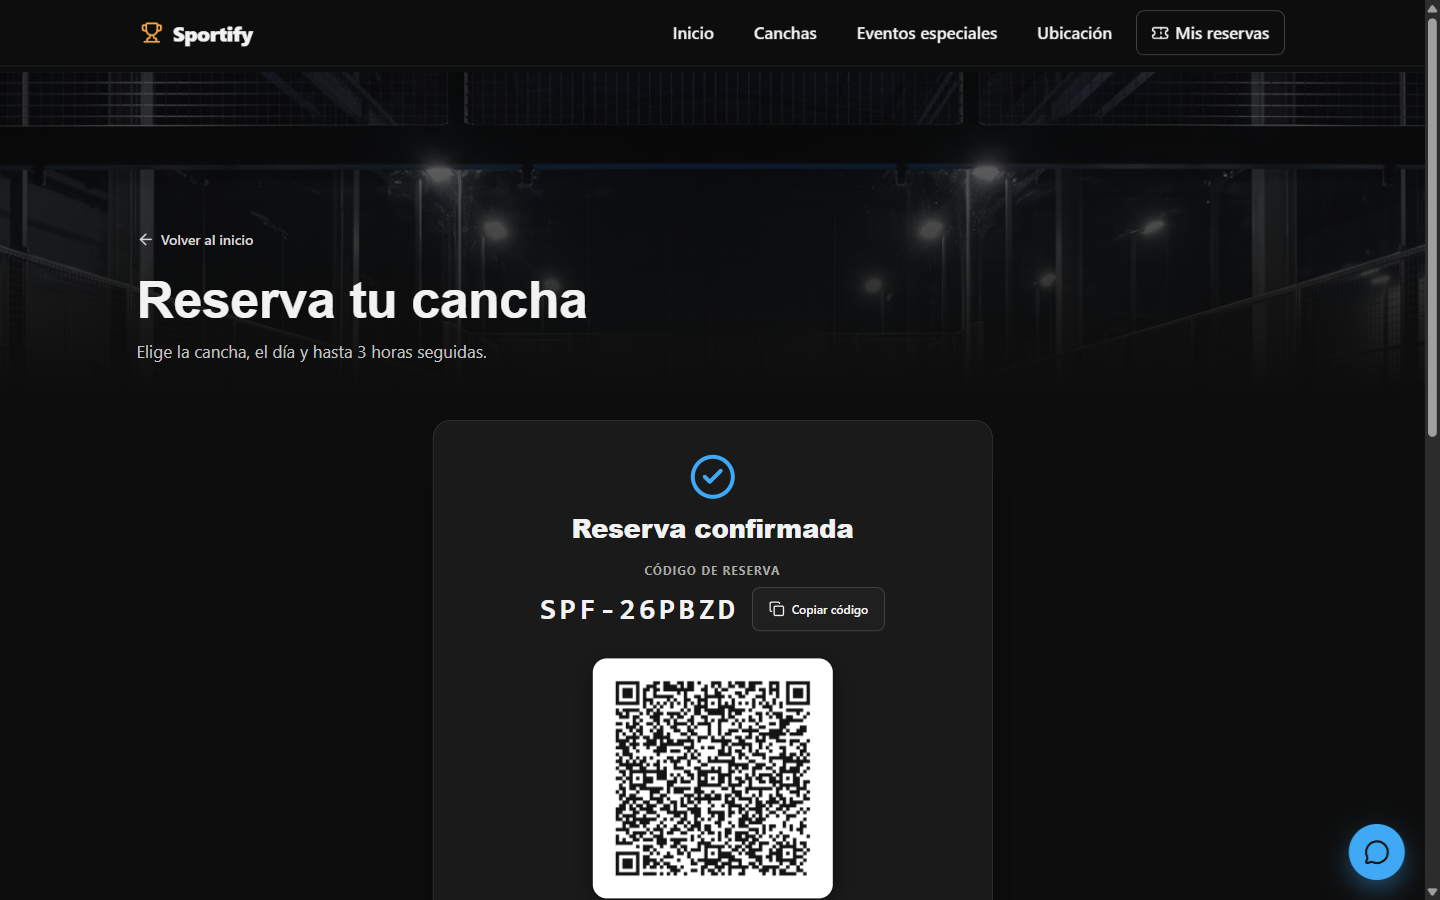 Sportify
Inicio
Canchas
Eventos especiales
Ubicación
Mis reservas
Volver al inicio
Reserva tu cancha
Elige la cancha, el día y hasta 3 horas seguidas.
Reserva confirmada
CÓDIGO DE RESERVA
SPF-26PBZD
Copiar código